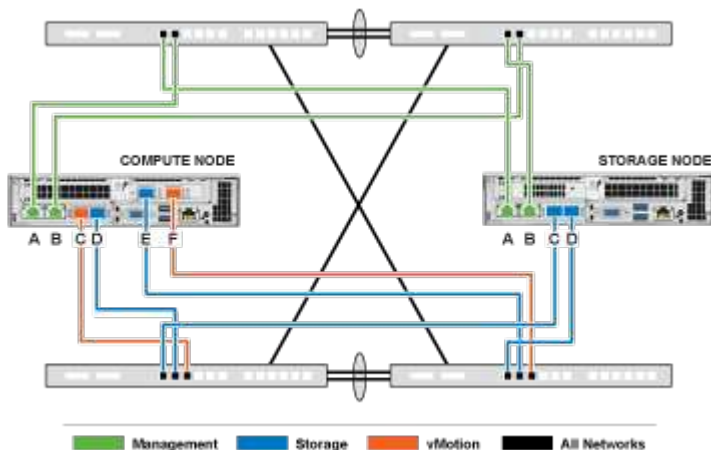 COMPUTE NODE
STORAGE NODE
A B C D E F
A B C D
Management Storage vMotion All Networks